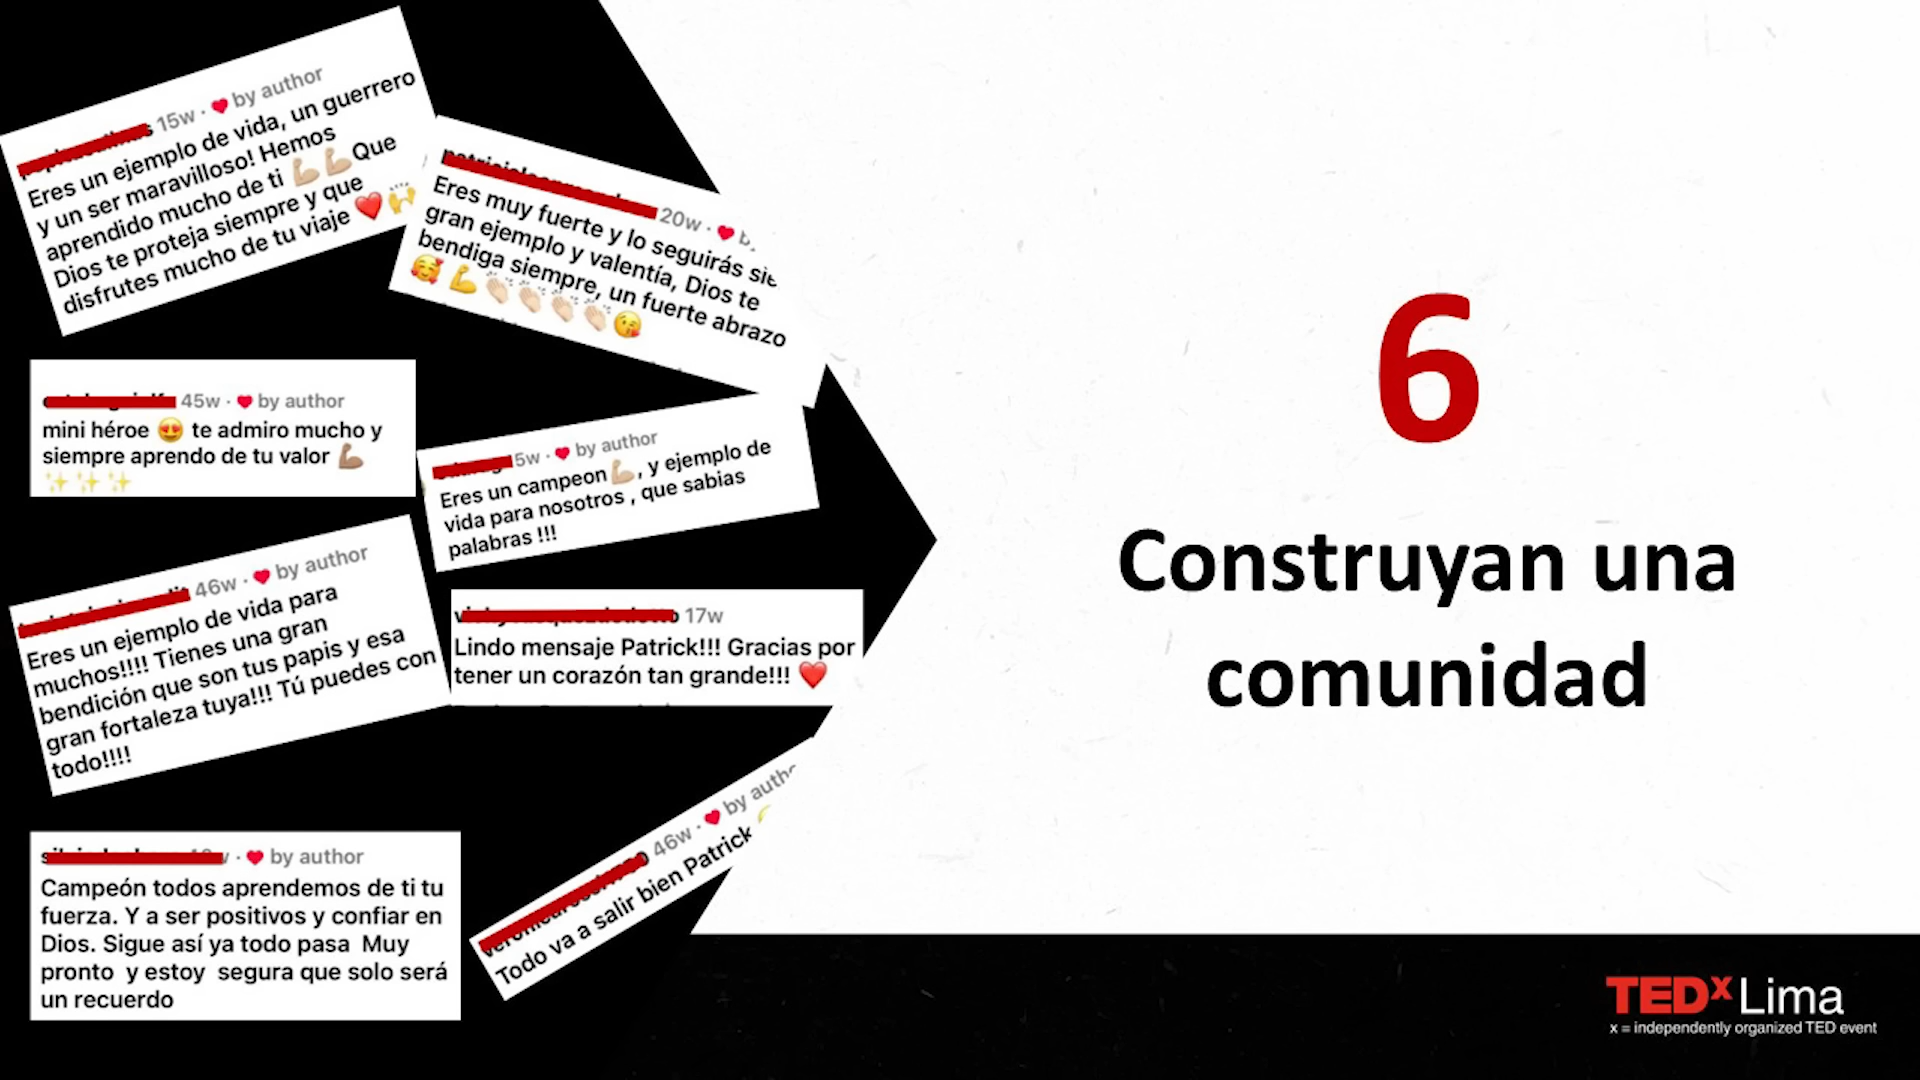 15w · by author
Eres un ejemplo de vida, un guerrero
y un ser maravilloso! Hemos
aprendido mucho de ti Que
Dios te proteja siempre y que
disfrutes mucho de tu viaje
20w ·
Eres muy fuerte y lo seguirás
gran ejemplo y valentía, Dios te
bendiga siempre, un fuerte abrazo
45w · by author
mini héroe te admiro mucho y
siempre aprendo de tu valor
5w · by author
Eres un campeon , y ejemplo de
vida para nosotros , que sabias
palabras !!!
46w · by author
Eres un ejemplo de vida para
muchos!!!! Tienes una gran
bendición que son tus papis y esa
gran fortaleza tuya!!! Tú puedes con
todo!!!!
17w
Lindo mensaje Patrick!!! Gracias por
tener un corazón tan grande!!!
· by author
Campeón todos aprendemos de ti tu
fuerza. Y a ser positivos y confiar en
Dios. Sigue así ya todo pasa Muy
pronto y estoy segura que solo será
un recuerdo
46w · by
Todo va a salir bien Patrick
6
Construyan una
comunidad
TEDx Lima
x = independently organized TED event